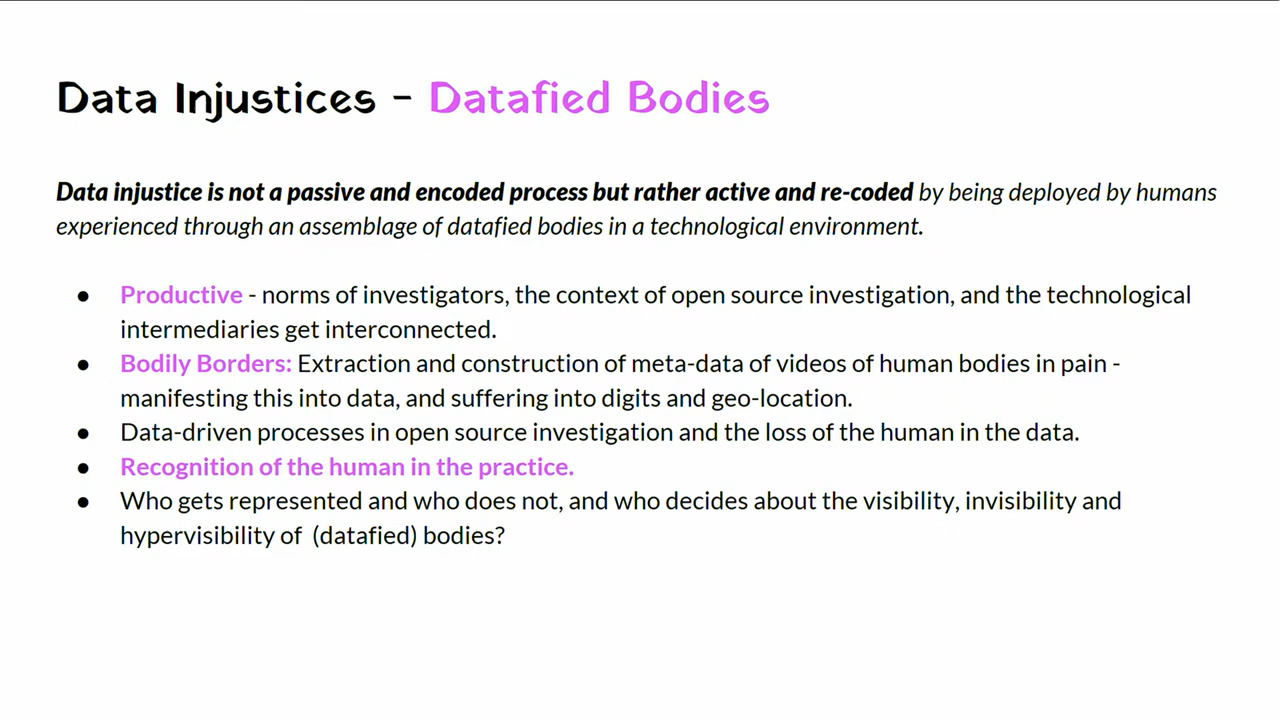 Data Injustices - Datafied Bodies
Data injustice is not a passive and encoded process but rather active and re-coded by being deployed by humans
experienced through an assemblage of datafied bodies in a technological environment.
● Productive - norms of investigators, the context of open source investigation, and the technological
intermediaries get interconnected.
● Bodily Borders: Extraction and construction of meta-data of videos of human bodies in pain -
manifesting this into data, and suffering into digits and geo-location.
● Data-driven processes in open source investigation and the loss of the human in the data.
● Recognition of the human in the practice.
● Who gets represented and who does not, and who decides about the visibility, invisibility and
hypervisibility of (datafied) bodies?